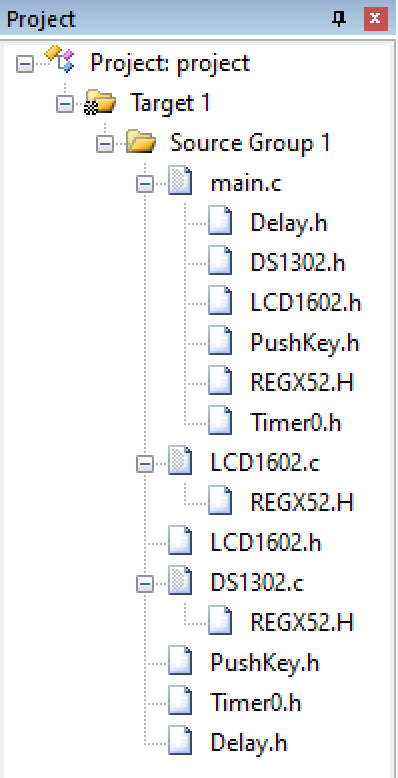 Project
Project: project
Target 1
Source Group 1
main.c
Delay.h
DS1302.h
LCD1602.h
PushKey.h
REGX52.H
Timer0.h
LCD1602.c
REGX52.H
LCD1602.h
DS1302.c
REGX52.H
PushKey.h
Timer0.h
Delay.h